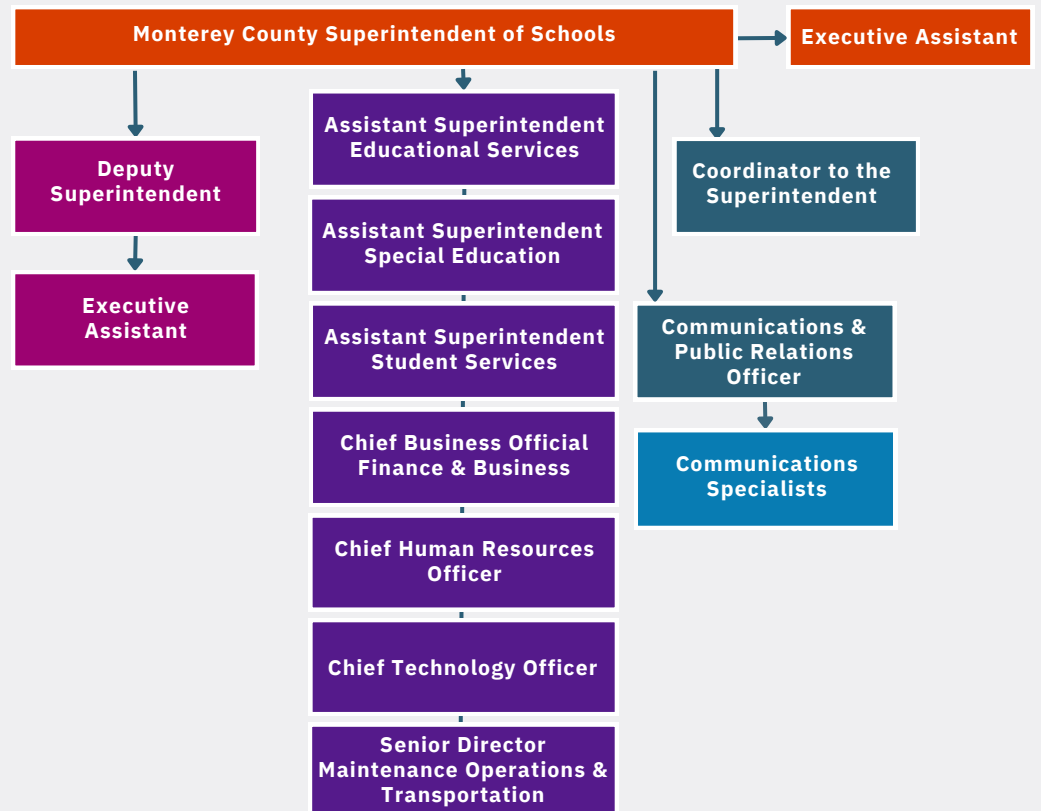 Monterey County Superintendent of Schools
Executive Assistant
Deputy
Superintendent
Executive
Assistant
Assistant Superintendent
Educational Services
Assistant Superintendent
Special Education
Assistant Superintendent
Student Services
Chief Business Official
Finance & Business
Chief Human Resources
Officer
Chief Technology Officer
Senior Director
Maintenance Operations &
Transportation
Coordinator to the
Superintendent
Communications &
Public Relations
Officer
Communications
Specialists